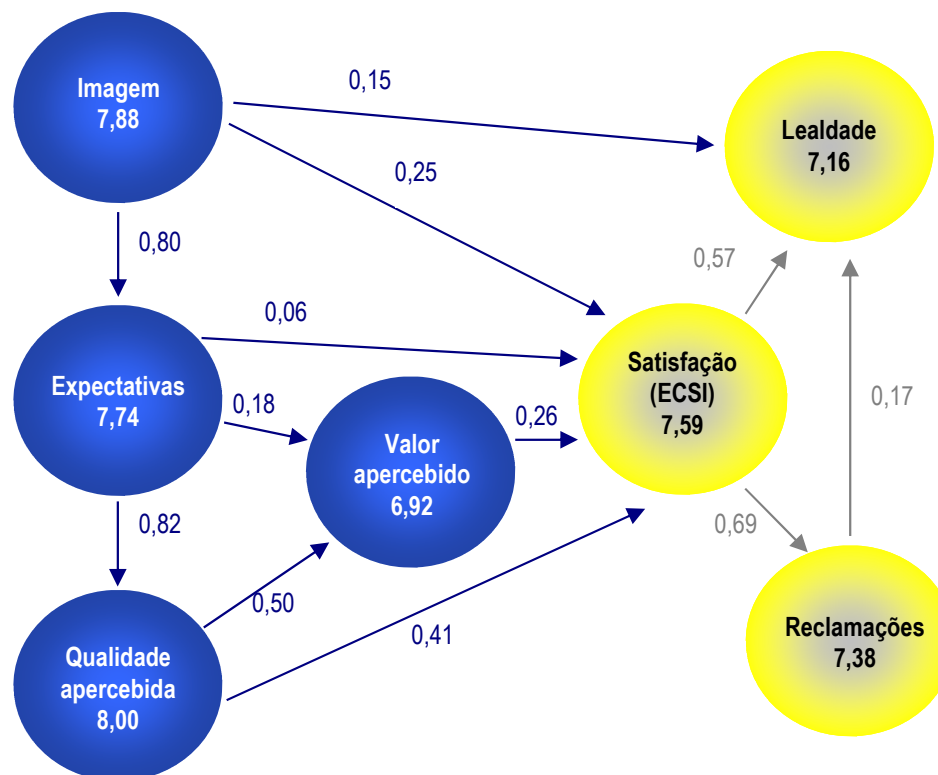 Imagem
7,88
0,15
Lealdade
7,16
0,25
0,80
0,57
0,06
Expectativas
7,74
0,18
Valor
apercebido
6,92
0,26
Satisfação
(ECSI)
7,59
0,17
0,82
0,69
0,50
0,41
Qualidade
apercebida
8,00
Reclamações
7,38